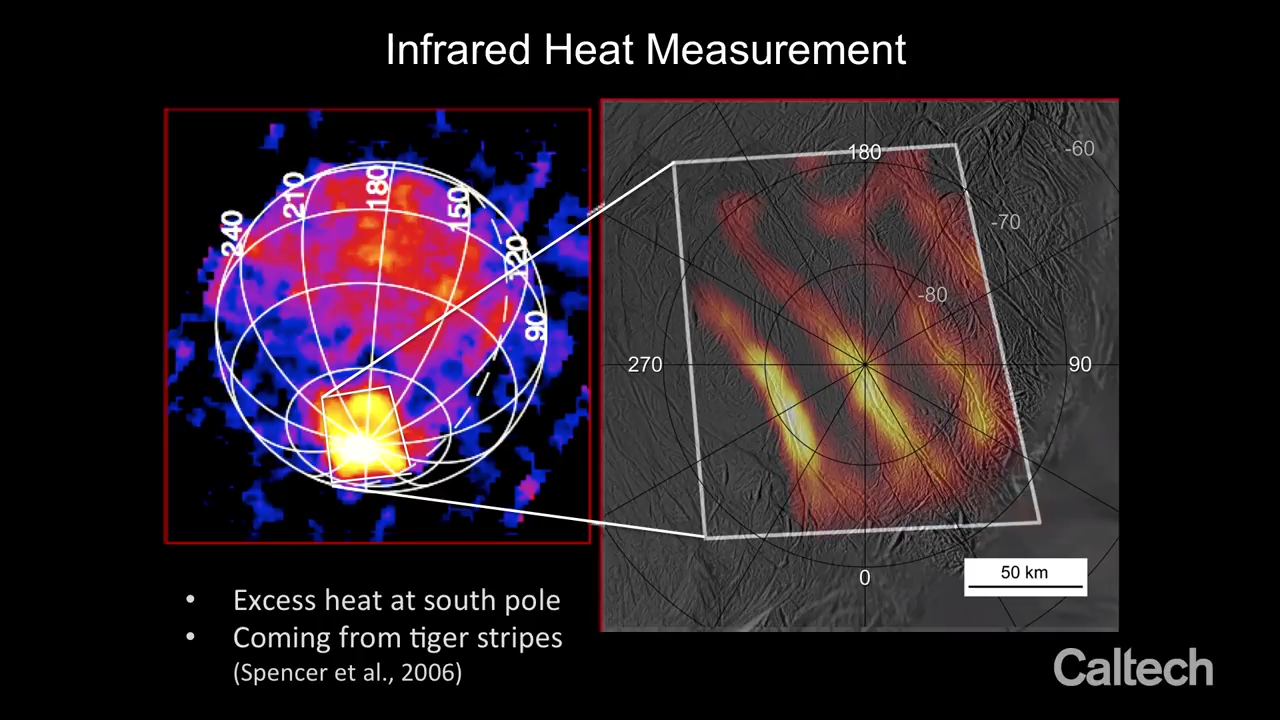 Infrared Heat Measurement
240
210
180
150
120
90
180
-60
-70
-80
270
90
0
50 km
• Excess heat at south pole
• Coming from tiger stripes
(Spencer et al., 2006)
Caltech